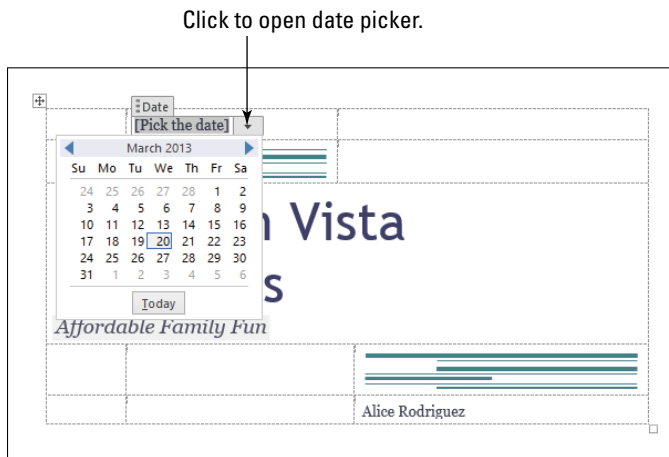 Click to open date picker.
Date
[Pick the date]
March 2013
Su Mo Tu We Th Fr Sa
24 25 26 27 28 1 2
3 4 5 6 7 8 9
10 11 12 13 14 15 16
17 18 19 20 21 22 23
24 25 26 27 28 29 30
31 1 2 3 4 5 6
Today
Vista
Affordable Family Fun
Alice Rodriguez